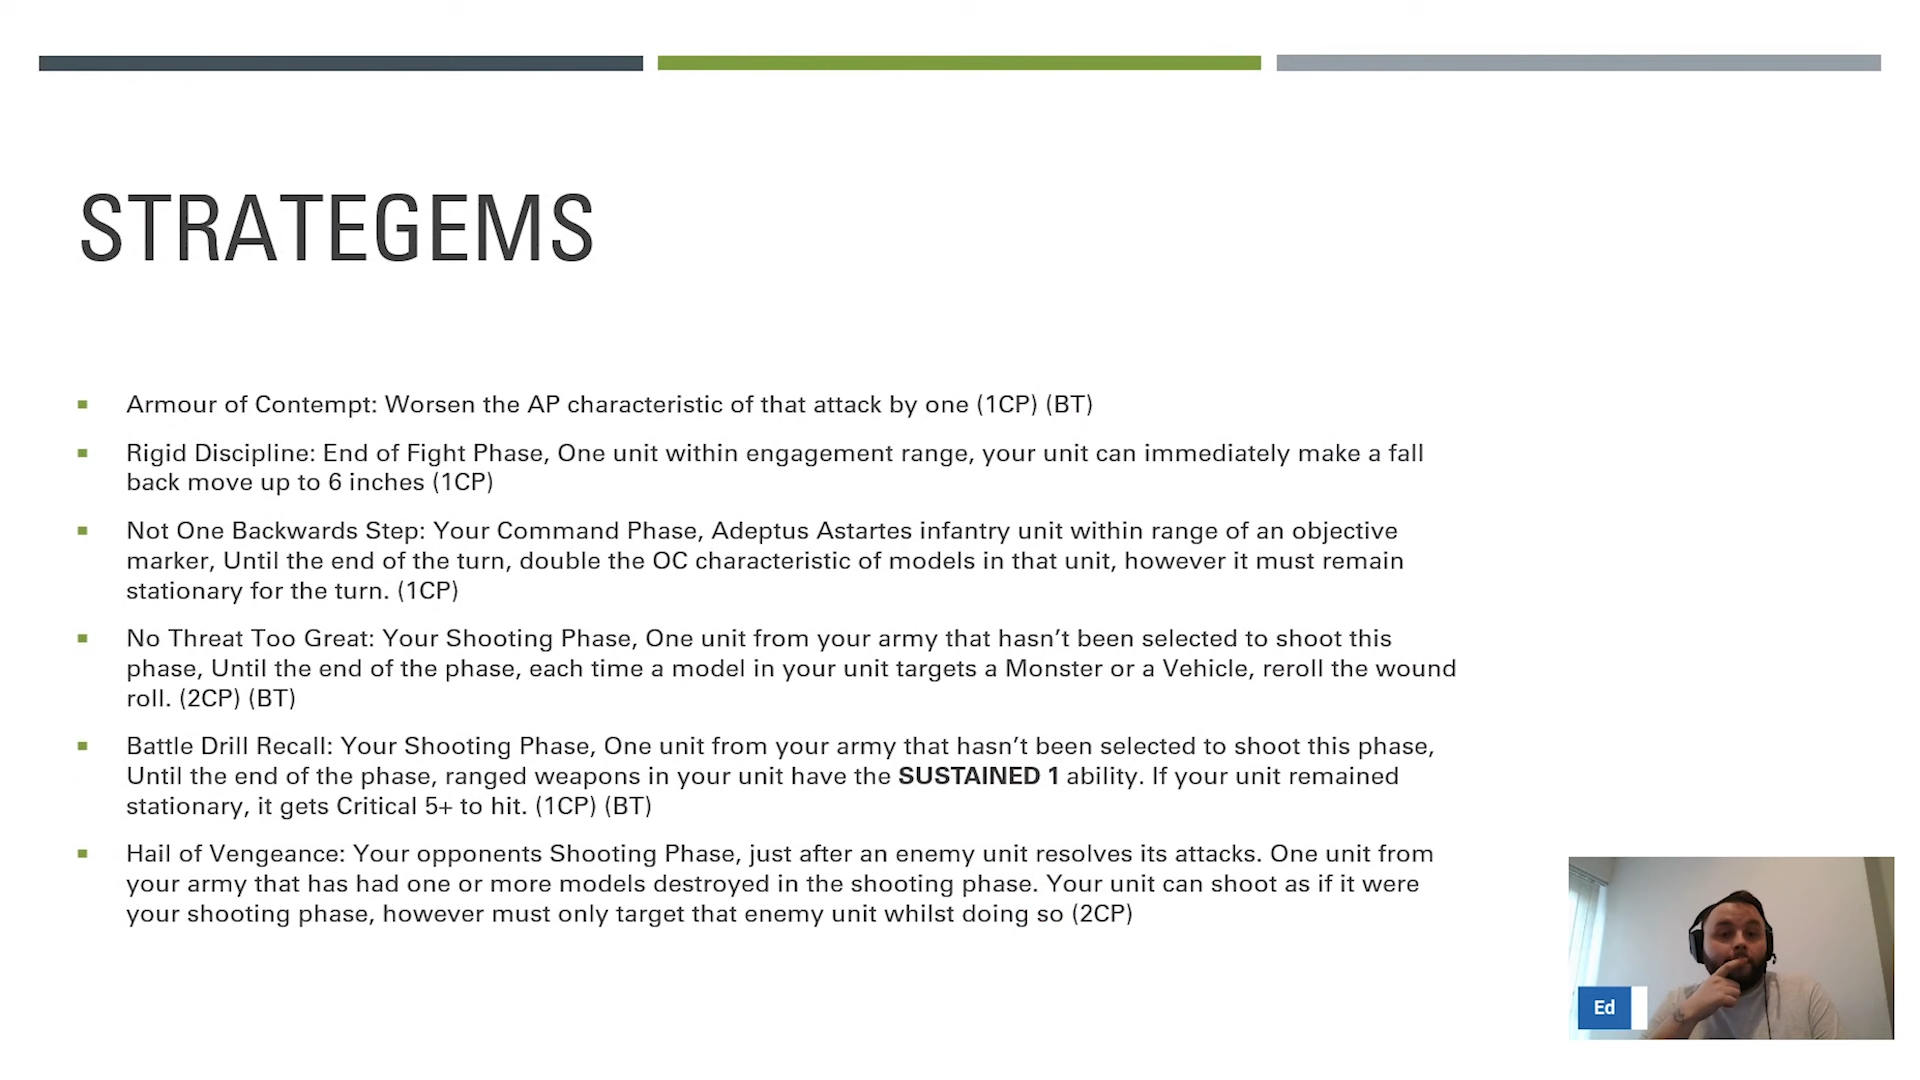 STRATEGEMS
Armour of Contempt: Worsen the AP characteristic of that attack by one (1CP) (BT)
Rigid Discipline: End of Fight Phase, One unit within engagement range, your unit can immediately make a fall
back move up to 6 inches (1CP)
Not One Backwards Step: Your Command Phase, Adeptus Astartes infantry unit within range of an objective
marker, Until the end of the turn, double the OC characteristic of models in that unit, however it must remain
stationary for the turn. (1CP)
No Threat Too Great: Your Shooting Phase, One unit from your army that hasn't been selected to shoot this
phase, Until the end of the phase, each time a model in your unit targets a Monster or a Vehicle, reroll the wound
roll. (2CP) (BT)
Battle Drill Recall: Your Shooting Phase, One unit from your army that hasn't been selected to shoot this phase,
Until the end of the phase, ranged weapons in your unit have the SUSTAINED 1 ability. If your unit remained
stationary, it gets Critical 5+ to hit. (1CP) (BT)
Hail of Vengeance: Your opponents Shooting Phase, just after an enemy unit resolves its attacks. One unit from
your army that has had one or more models destroyed in the shooting phase. Your unit can shoot as if it were
your shooting phase, however must only target that enemy unit whilst doing so (2CP)
Ed